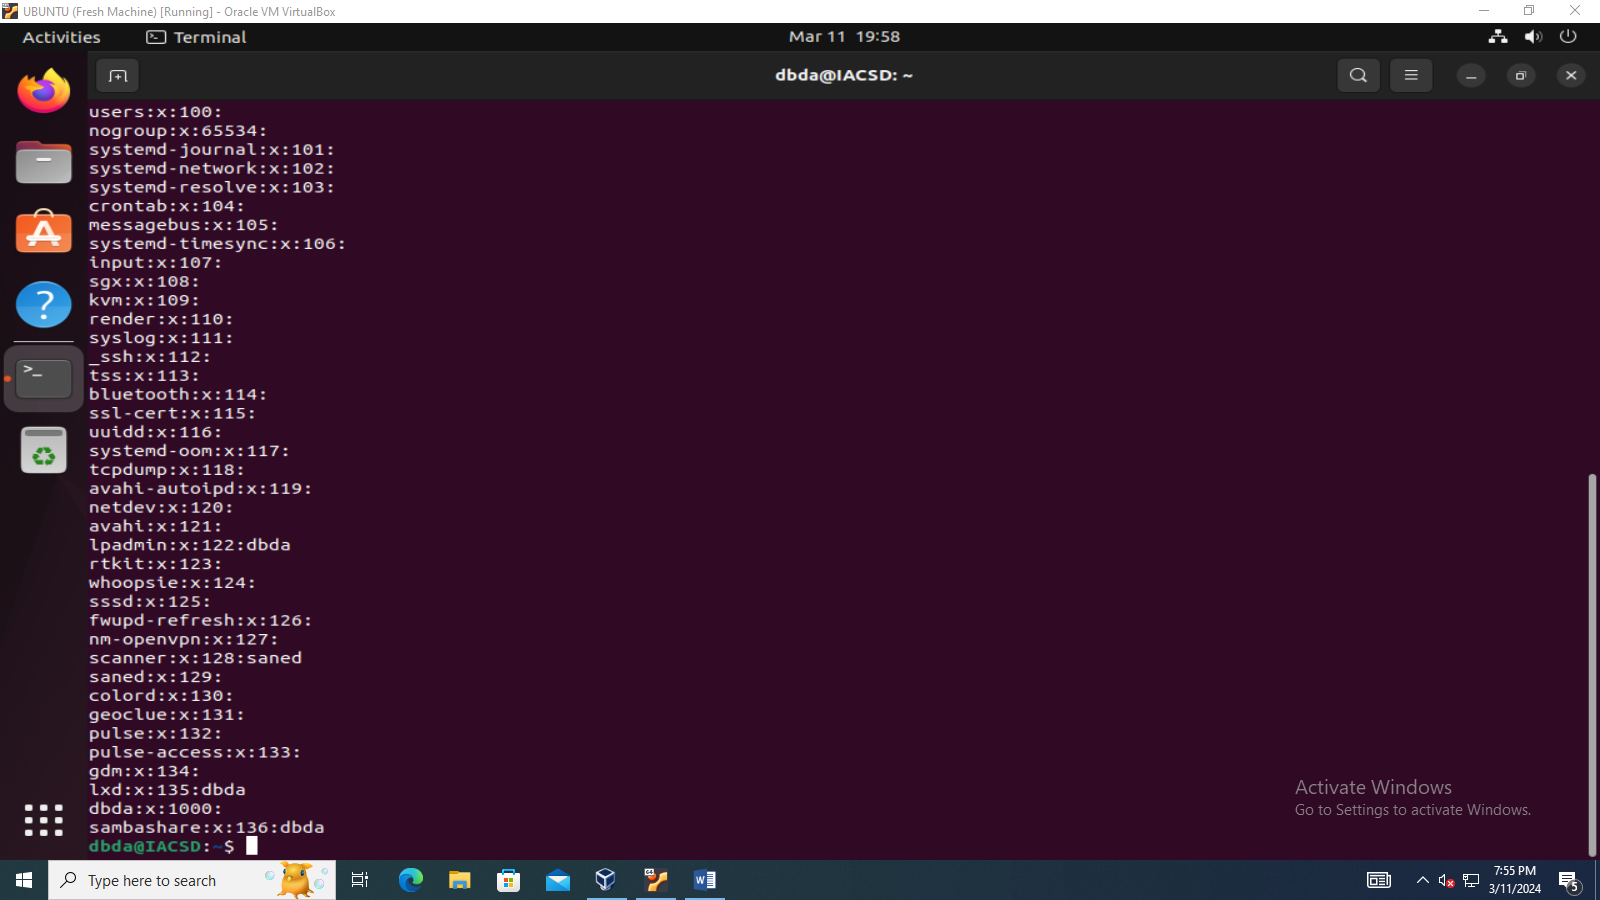 UBUNTU (Fresh Machine) [Running] - Oracle VM VirtualBox
Activities
Terminal
Mar 11 19:58
dbda@IACSD: ~
users:x:100:
nogroup:x:65534:
systemd-journal:x:101:
systemd-network:x:102:
systemd-resolve:x:103:
crontab:x:104:
messagebus:x:105:
systemd-timesync:x:106:
input:x:107:
sgx:x:108:
kvm:x:109:
render:x:110:
syslog:x:111:
_ssh:x:112:
tss:x:113:
bluetooth:x:114:
ssl-cert:x:115:
uuidd:x:116:
systemd-oom:x:117:
tcpdump:x:118:
avahi-autoipd:x:119:
netdev:x:120:
avahi:x:121:
lpadmin:x:122:dbda
rtkit:x:123:
whoopsie:x:124:
sssd:x:125:
fwupd-refresh:x:126:
nm-openvpn:x:127:
scanner:x:128:saned
saned:x:129:
colord:x:130:
geoclue:x:131:
pulse:x:132:
pulse-access:x:133:
gdm:x:134:
lxd:x:135:dbda
dbda:x:1000:
sambashare:x:136:dbda
dbda@IACSD:~$
Activate Windows
Go to Settings to activate Windows.
Type here to search
7:55 PM
3/11/2024
5